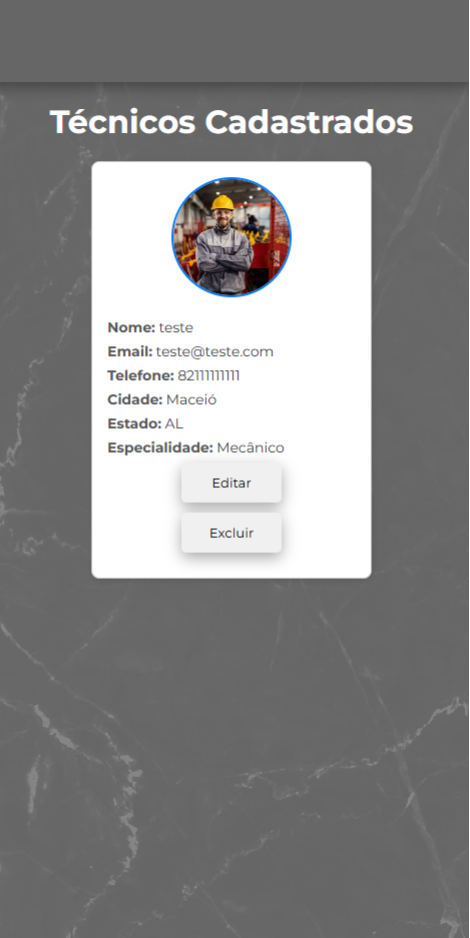 Técnicos Cadastrados
Nome: teste
Email: teste@teste.com
Telefone: 82111111111
Cidade: Maceió
Estado: AL
Especialidade: Mecânico
Editar
Excluir